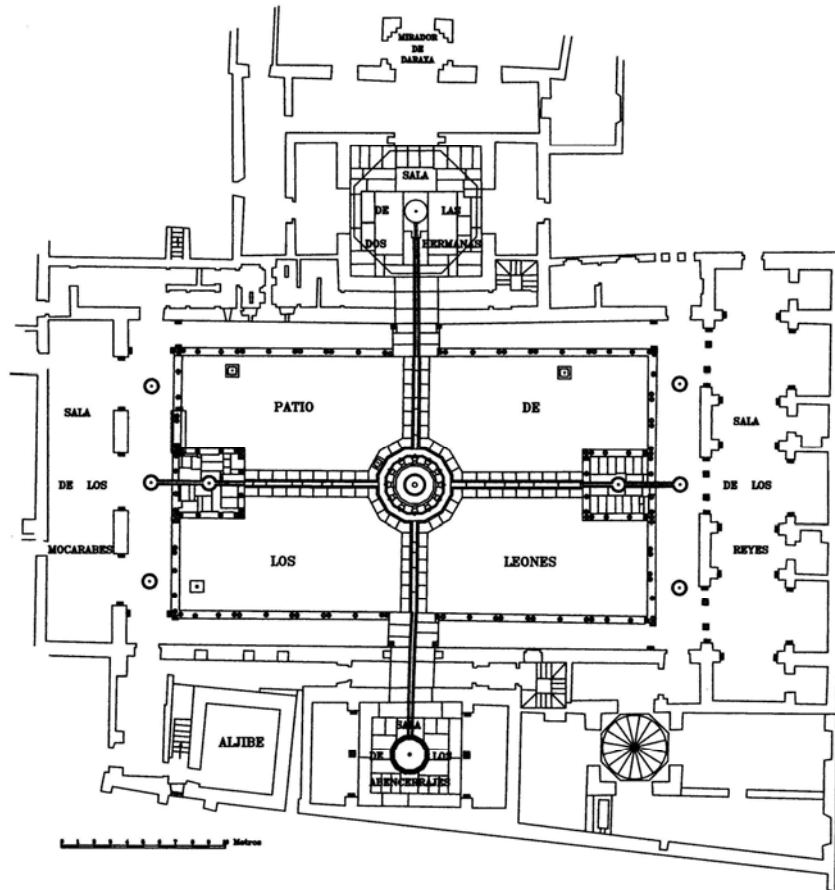 MIRADOR
DE
DARAXA
SALA
DE LAS
DOS HERMANAS
PATIO DE
LOS LEONES
SALA
DE LOS
MOCARABES
SALA
DE LOS
REYES
ALJIBE
SALA
DE LOS
ABENCERRAJES
Metros